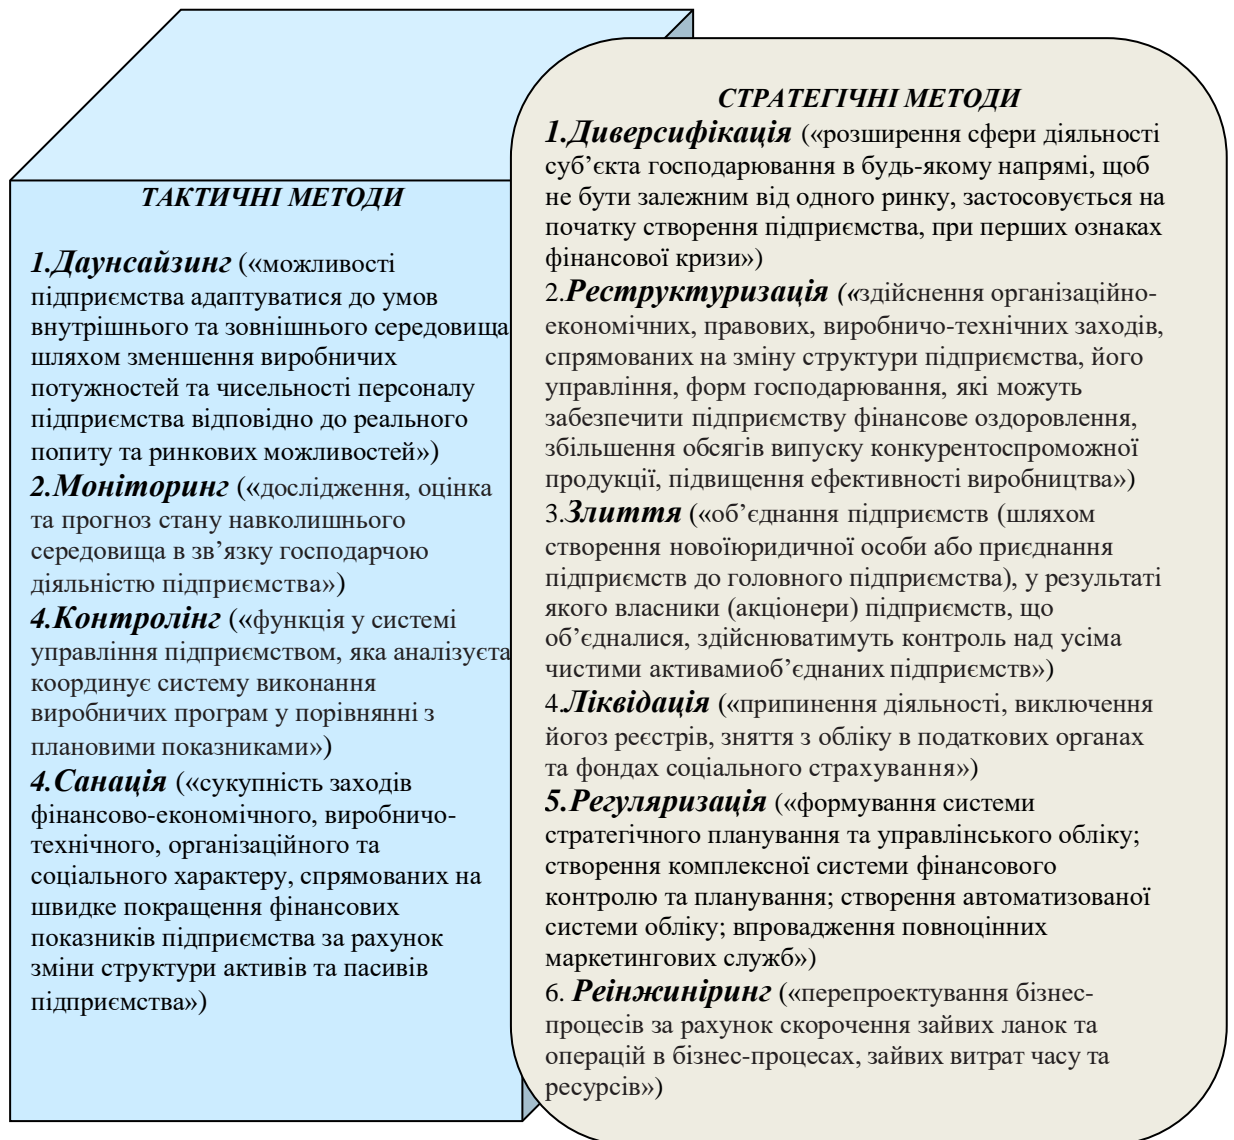 ТАКТИЧНІ МЕТОДИ
1.Даунсайзинг («можливості
підприємства адаптуватися до умов
внутрішнього та зовнішнього середовища
шляхом зменшення виробничих
потужностей та чисельності персоналу
підприємства відповідно до реального
попиту та ринкових можливостей»)
2.Моніторинг («дослідження, оцінка
та прогноз стану навколишнього
середовища в зв’язку господарчою
діяльністю підприємства»)
4.Контролінг («функція у системі
управління підприємством, яка аналізуєта
координує систему виконання
виробничих програм у порівнянні з
плановими показниками»)
4.Санація («сукупність заходів
фінансово-економічного, виробничо-
технічного, організаційного та
соціального характеру, спрямованих на
швидке покращення фінансових
показників підприємства за рахунок
зміни структури активів та пасивів
підприємства»)
СТРАТЕГІЧНІ МЕТОДИ
1.Диверсифікація («розширення сфери діяльності
суб’єкта господарювання в будь-якому напрямі, щоб
не бути залежним від одного ринку, застосовується на
початку створення підприємства, при перших ознаках
фінансової кризи»)
2.Реструктуризація («здійснення організаційно-
економічних, правових, виробничо-технічних заходів,
спрямованих на зміну структури підприємства, його
управління, форм господарювання, які можуть
забезпечити підприємству фінансове оздоровлення,
збільшення обсягів випуску конкурентоспроможної
продукції, підвищення ефективності виробництва»)
3.Злиття («об’єднання підприємств (шляхом
створення новоїюридичної особи або приєднання
підприємств до головного підприємства), у результаті
якого власники (акціонери) підприємств, що
об’єдналися, здійснюватимуть контроль над усіма
чистими активамиоб’єднаних підприємств»)
4.Ліквідація («припинення діяльності, виключення
йогоз реєстрів, зняття з обліку в податкових органах
та фондах соціального страхування»)
5.Регуляризація («формування системи
стратегічного планування та управлінського обліку;
створення комплексної системи фінансового
контролю та планування; створення автоматизованої
системи обліку; впровадження повноцінних
маркетингових служб»)
6. Реінжиніринг («перепроектування бізнес-
процесів за рахунок скорочення зайвих ланок та
операцій в бізнес-процесах, зайвих витрат часу та
ресурсів»)